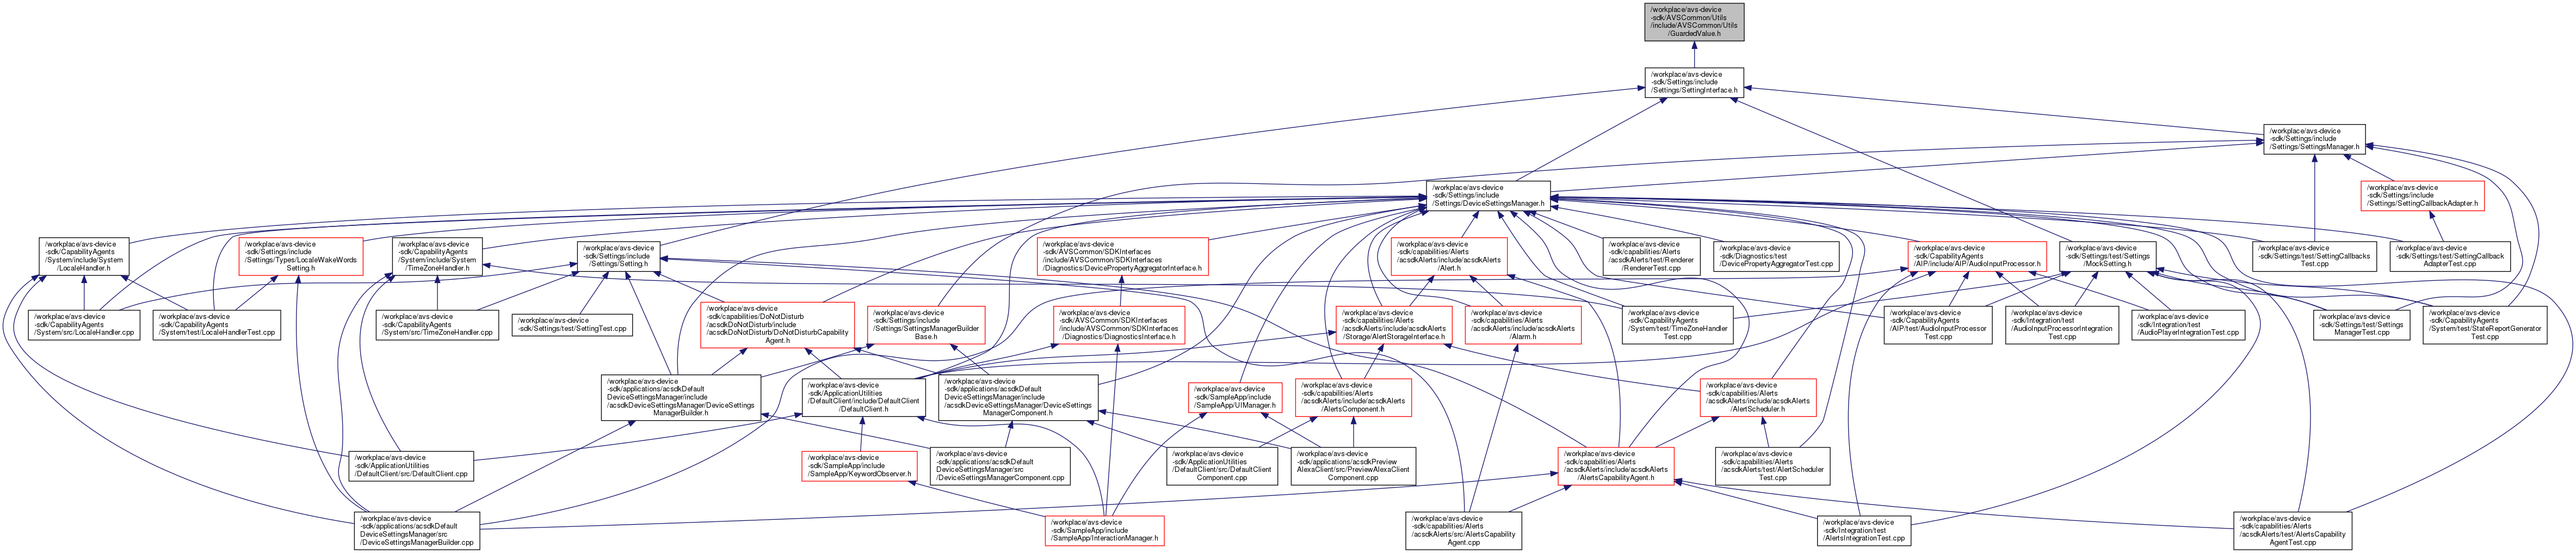 /workplace/avs-device
-sdk/AVSCommon/Utils
/include/AVSCommon/Utils
/GuardedValue.h
/workplace/avs-device
-sdk/Settings/include
/Settings/SettingInterface.h
/workplace/avs-device
-sdk/Settings/include
/Settings/SettingsManager.h
/workplace/avs-device
-sdk/Settings/include
/Settings/DeviceSettingsManager.h
/workplace/avs-device
-sdk/Settings/include
/Settings/SettingCallbackAdapter.h
/workplace/avs-device
-sdk/CapabilityAgents
/System/include/System
/LocaleHandler.h
/workplace/avs-device
-sdk/Settings/include
/Settings/Types/LocaleWakeWords
Setting.h
/workplace/avs-device
-sdk/CapabilityAgents
/System/include/System
/TimeZoneHandler.h
/workplace/avs-device
-sdk/Settings/include
/Settings/Setting.h
/workplace/avs-device
-sdk/AVSCommon/SDKInterfaces
/include/AVSCommon/SDKInterfaces
/Diagnostics/DevicePropertyAggregatorInterface.h
/workplace/avs-device
-sdk/capabilities/Alerts
/acsdkAlerts/include/acsdkAlerts
/Alert.h
/workplace/avs-device
-sdk/capabilities/Alerts
/acsdkAlerts/test/Renderer
/RendererTest.cpp
/workplace/avs-device
-sdk/Diagnostics/test
/DevicePropertyAggregatorTest.cpp
/workplace/avs-device
-sdk/CapabilityAgents
/AIP/include/AIP/AudioInputProcessor.h
/workplace/avs-device
-sdk/Settings/test/Settings
/MockSetting.h
/workplace/avs-device
-sdk/Settings/test/SettingCallbacks
Test.cpp
/workplace/avs-device
-sdk/Settings/test/SettingCallback
AdapterTest.cpp
/workplace/avs-device
-sdk/CapabilityAgents
/System/src/LocaleHandler.cpp
/workplace/avs-device
-sdk/CapabilityAgents
/System/test/LocaleHandlerTest.cpp
/workplace/avs-device
-sdk/CapabilityAgents
/System/src/TimeZoneHandler.cpp
/workplace/avs-device
-sdk/Settings/test/SettingTest.cpp
/workplace/avs-device
-sdk/capabilities/DoNotDisturb
/acsdkDoNotDisturb/include
/acsdkDoNotDisturb/DoNotDisturbCapability
Agent.h
/workplace/avs-device
-sdk/Settings/include
/Settings/SettingsManagerBuilder
Base.h
/workplace/avs-device
-sdk/AVSCommon/SDKInterfaces
/include/AVSCommon/SDKInterfaces
/Diagnostics/DiagnosticsInterface.h
/workplace/avs-device
-sdk/capabilities/Alerts
/acsdkAlerts/include/acsdkAlerts
/Storage/AlertStorageInterface.h
/workplace/avs-device
-sdk/capabilities/Alerts
/acsdkAlerts/include/acsdkAlerts
/Alarm.h
/workplace/avs-device
-sdk/CapabilityAgents
/System/test/TimeZoneHandler
Test.cpp
/workplace/avs-device
-sdk/CapabilityAgents
/AIP/test/AudioInputProcessor
Test.cpp
/workplace/avs-device
-sdk/Integration/test
/AudioInputProcessorIntegration
Test.cpp
/workplace/avs-device
-sdk/Integration/test
/AudioPlayerIntegrationTest.cpp
/workplace/avs-device
-sdk/Settings/test/Settings
ManagerTest.cpp
/workplace/avs-device
-sdk/CapabilityAgents
/System/test/StateReportGenerator
Test.cpp
/workplace/avs-device
-sdk/applications/acsdkDefault
DeviceSettingsManager/include
/acsdkDeviceSettingsManager/DeviceSettings
ManagerBuilder.h
/workplace/avs-device
-sdk/ApplicationUtilities
/DefaultClient/include/DefaultClient
/DefaultClient.h
/workplace/avs-device
-sdk/applications/acsdkDefault
DeviceSettingsManager/include
/acsdkDeviceSettingsManager/DeviceSettings
ManagerComponent.h
/workplace/avs-device
-sdk/SampleApp/include
/SampleApp/UIManager.h
/workplace/avs-device
-sdk/capabilities/Alerts
/acsdkAlerts/include/acsdkAlerts
/AlertsComponent.h
/workplace/avs-device
-sdk/capabilities/Alerts
/acsdkAlerts/include/acsdkAlerts
/AlertScheduler.h
/workplace/avs-device
-sdk/ApplicationUtilities
/DefaultClient/src/DefaultClient.cpp
/workplace/avs-device
-sdk/SampleApp/include
/SampleApp/KeywordObserver.h
/workplace/avs-device
-sdk/applications/acsdkDefault
DeviceSettingsManager/src
/DeviceSettingsManagerComponent.cpp
/workplace/avs-device
-sdk/ApplicationUtilities
/DefaultClient/src/DefaultClient
Component.cpp
/workplace/avs-device
-sdk/applications/acsdkPreview
AlexaClient/src/PreviewAlexaClient
Component.cpp
/workplace/avs-device
-sdk/capabilities/Alerts
/acsdkAlerts/include/acsdkAlerts
/AlertsCapabilityAgent.h
/workplace/avs-device
-sdk/capabilities/Alerts
/acsdkAlerts/test/AlertScheduler
Test.cpp
/workplace/avs-device
-sdk/applications/acsdkDefault
DeviceSettingsManager/src
/DeviceSettingsManagerBuilder.cpp
/workplace/avs-device
-sdk/SampleApp/include
/SampleApp/InteractionManager.h
/workplace/avs-device
-sdk/capabilities/Alerts
/acsdkAlerts/src/AlertsCapability
Agent.cpp
/workplace/avs-device
-sdk/Integration/test
/AlertsIntegrationTest.cpp
/workplace/avs-device
-sdk/capabilities/Alerts
/acsdkAlerts/test/AlertsCapability
AgentTest.cpp